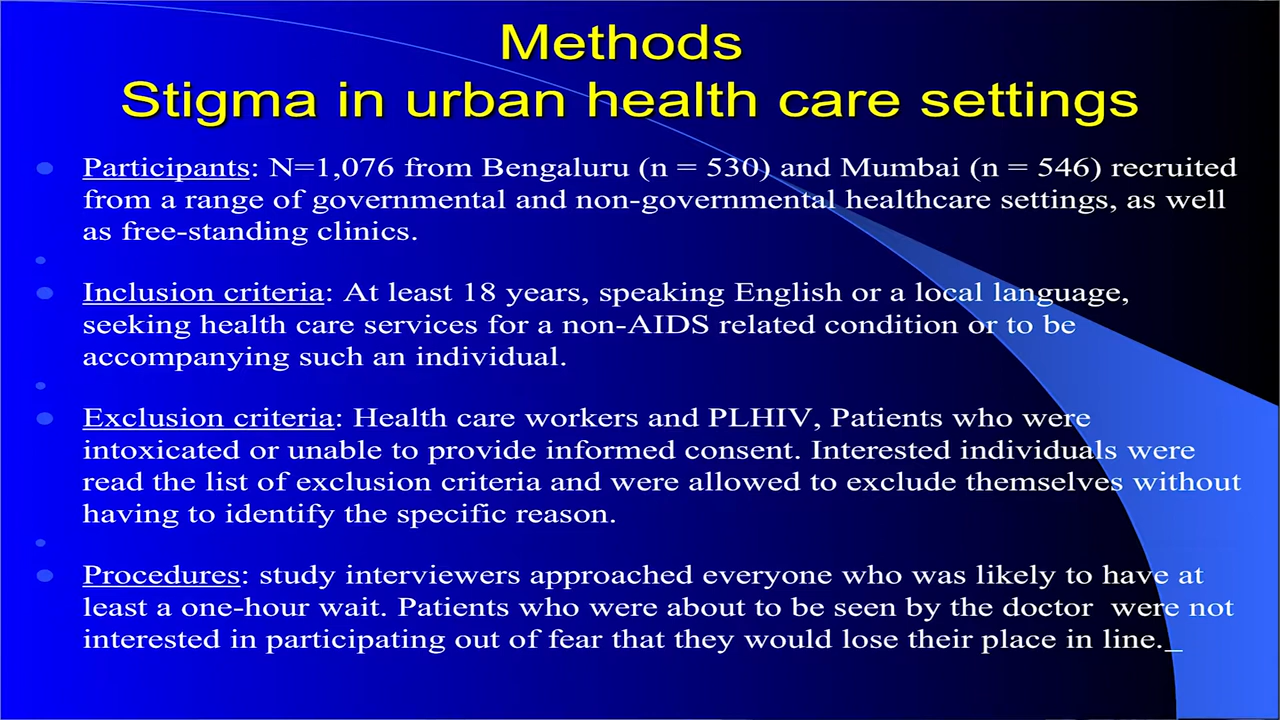 Methods
Stigma in urban health care settings
Participants: N=1,076 from Bengaluru (n = 530) and Mumbai (n = 546) recruited
from a range of governmental and non-governmental healthcare settings, as well
as free-standing clinics.
Inclusion criteria: At least 18 years, speaking English or a local language,
seeking health care services for a non-AIDS related condition or to be
accompanying such an individual.
Exclusion criteria: Health care workers and PLHIV, Patients who were
intoxicated or unable to provide informed consent. Interested individuals were
read the list of exclusion criteria and were allowed to exclude themselves without
having to identify the specific reason.
Procedures: study interviewers approached everyone who was likely to have at
least a one-hour wait. Patients who were about to be seen by the doctor  were not
interested in participating out of fear that they would lose their place in line._